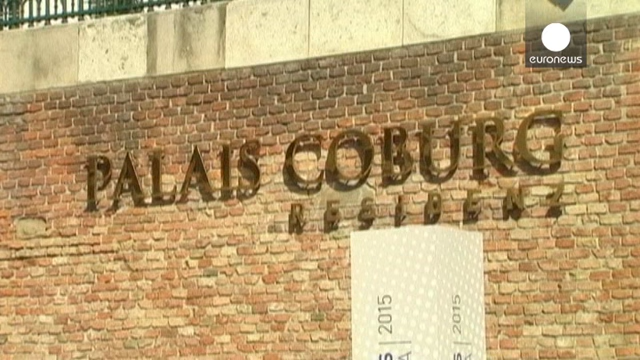 euronews
PALAIS COBURG
RESIDENZ
| 2015
| 2015